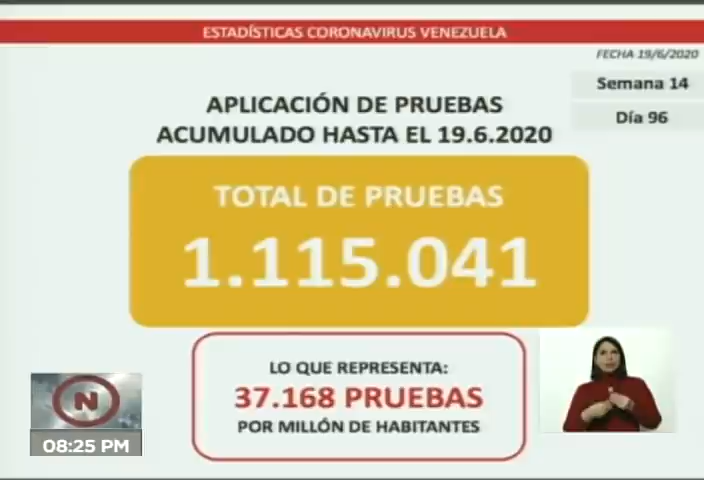 ESTADÍSTICAS CORONAVIRUS VENEZUELA
FECHA 19/6/2020
Semana 14
Día 96
APLICACIÓN DE PRUEBAS
ACUMULADO HASTA EL 19.6.2020
TOTAL DE PRUEBAS
1.115.041
LO QUE REPRESENTA:
37.168 PRUEBAS
POR MILLÓN DE HABITANTES
N
08:25 PM